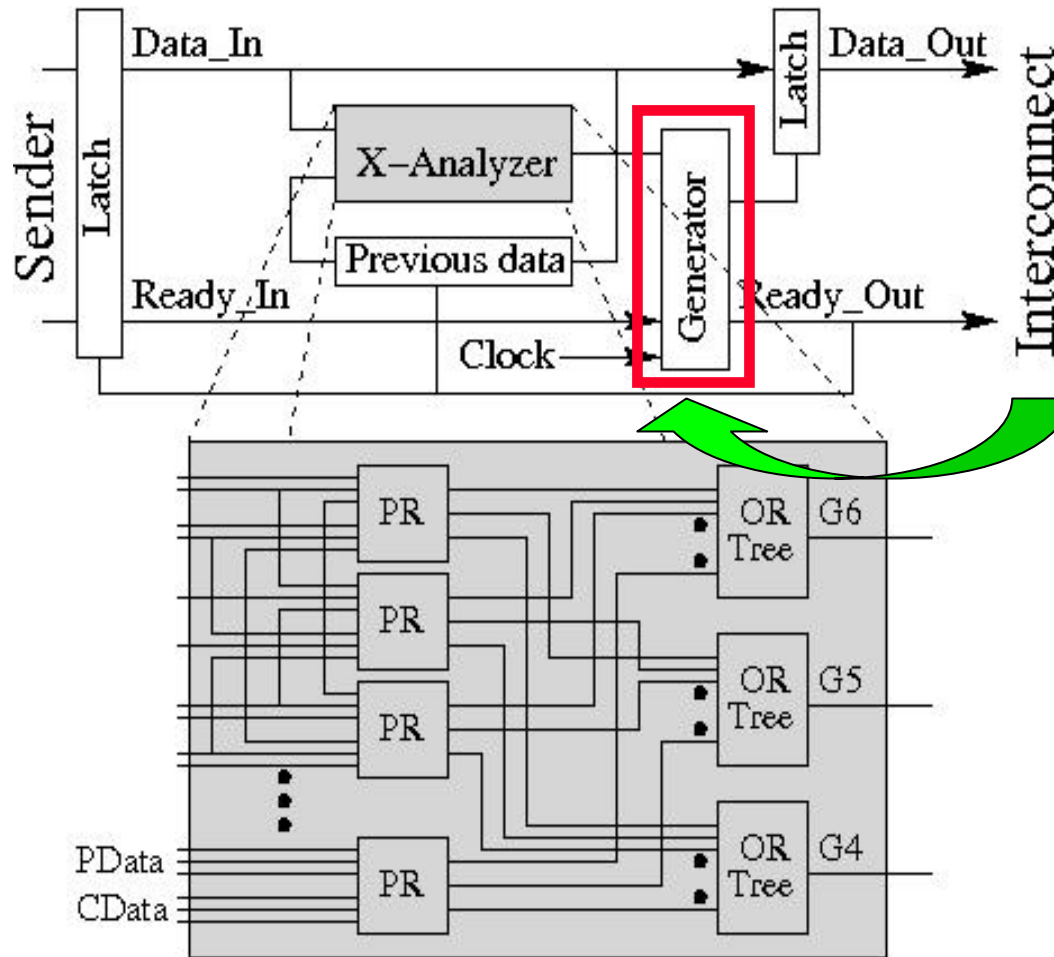 Sender
Latch
Data_In
X-Analyzer
Previous data
Ready_In
Clock
Generator
Latch
Data_Out
Ready_Out
Interconnect
PR
PR
PR
PR
PData
CData
OR
Tree
G6
OR
Tree
G5
OR
Tree
G4